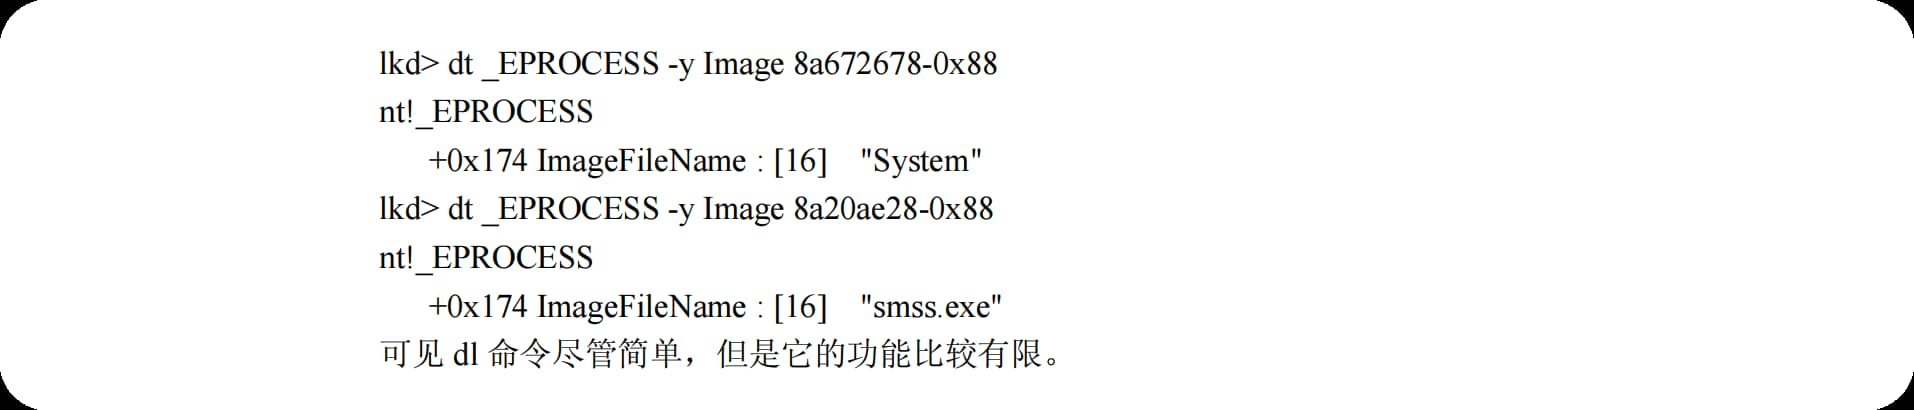 lkd> dt _EPROCESS -y Image 8a672678-0x88
nt!_EPROCESS
+0x174 ImageFileName : [16]    "System"
lkd> dt _EPROCESS -y Image 8a20ae28-0x88
nt!_EPROCESS
+0x174 ImageFileName : [16]    "smss.exe"
可见 dl 命令尽管简单，但是它的功能比较有限。